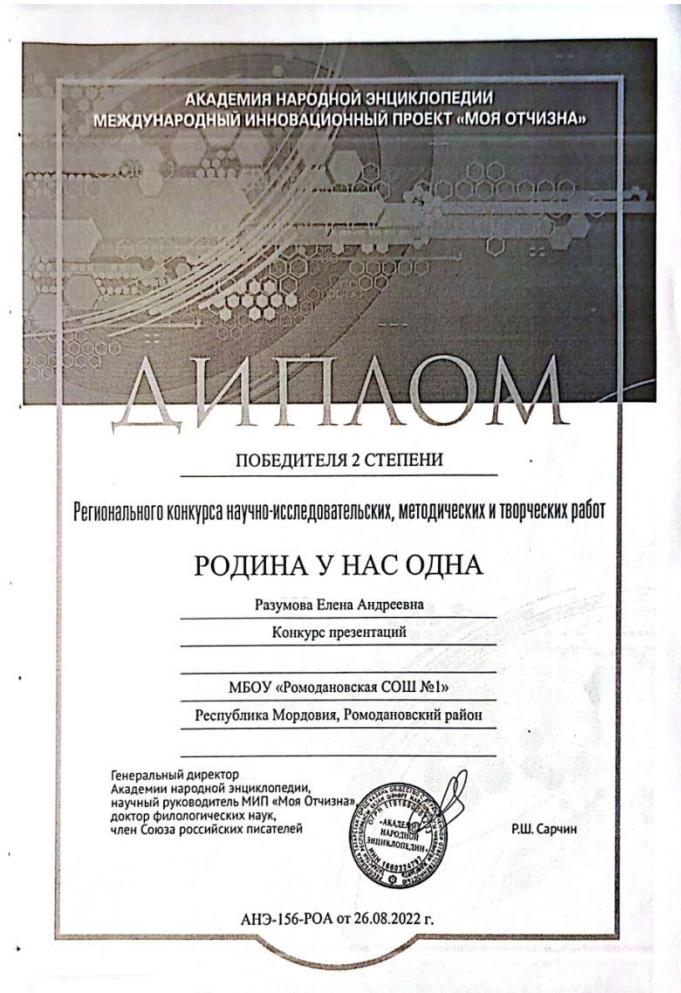 АКАДЕМИЯ НАРОДНОЙ ЭНЦИКЛОПЕДИИ
МЕЖДУНАРОДНЫЙ ИННОВАЦИОННЫЙ ПРОЕКТ «МОЯ ОТЧИЗНА»
ДИПЛОМ
ПОБЕДИТЕЛЯ 2 СТЕПЕНИ
Регионального конкурса научно-исследовательских, методических и творческих работ
РОДИНА У НАС ОДНА
Разумова Елена Андреевна
Конкурс презентаций
МБОУ «Ромодановская СОШ №1»
Республика Мордовия, Ромодановский район
Генеральный директор
Академии народной энциклопедии,
научный руководитель МИП «Моя Отчизна»,
доктор филологических наук,
член Союза российских писателей
«АКАДЕМИЯ
НАРОДНОЙ
ЭНЦИКЛОПЕДИИ»
Р.Ш. Сарчин
АНЭ-156-РОА от 26.08.2022 г.